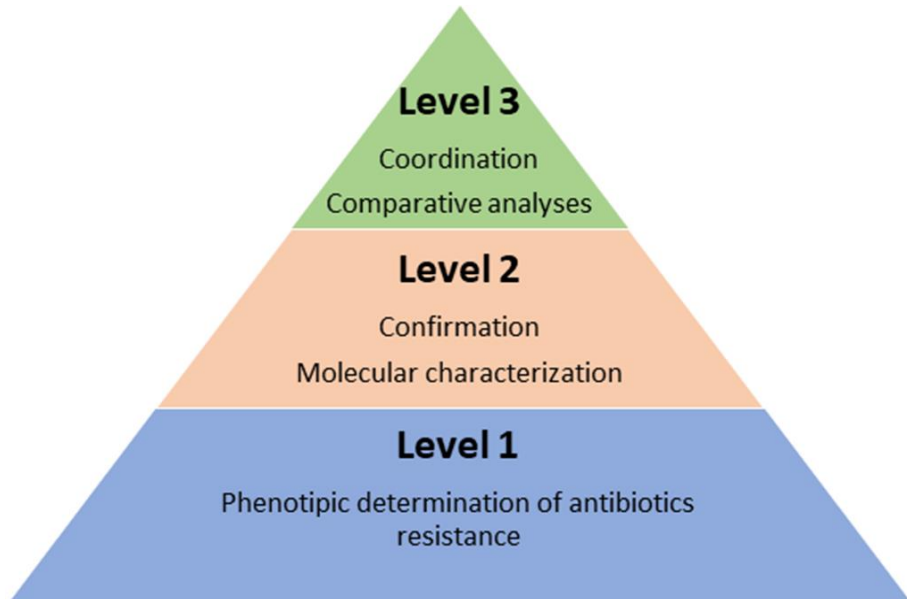 Level 3
Coordination
Comparative analyses
Level 2
Confirmation
Molecular characterization
Level 1
Phenotipic determination of antibiotics
resistance